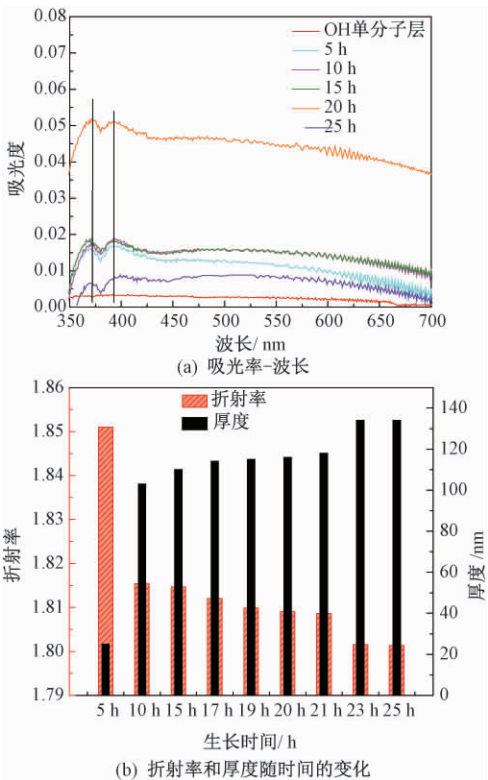 0.08
0.07
0.06
0.05
0.04
0.03
0.02
0.01
0.00
吸光度
OH单分子层
5 h
10 h
15 h
20 h
25 h
350 400 450 500 550 600 650 700
波长/ nm
(a) 吸光率-波长
1.86
1.85
1.84
1.83
1.82
1.81
1.80
1.79
折射率
折射率
厚度
140
120
100
80
60
40
20
0
厚度 /nm
5 h 10 h 15 h 17 h 19 h 20 h 21 h 23 h 25 h
生长时间/ h
(b) 折射率和厚度随时间的变化